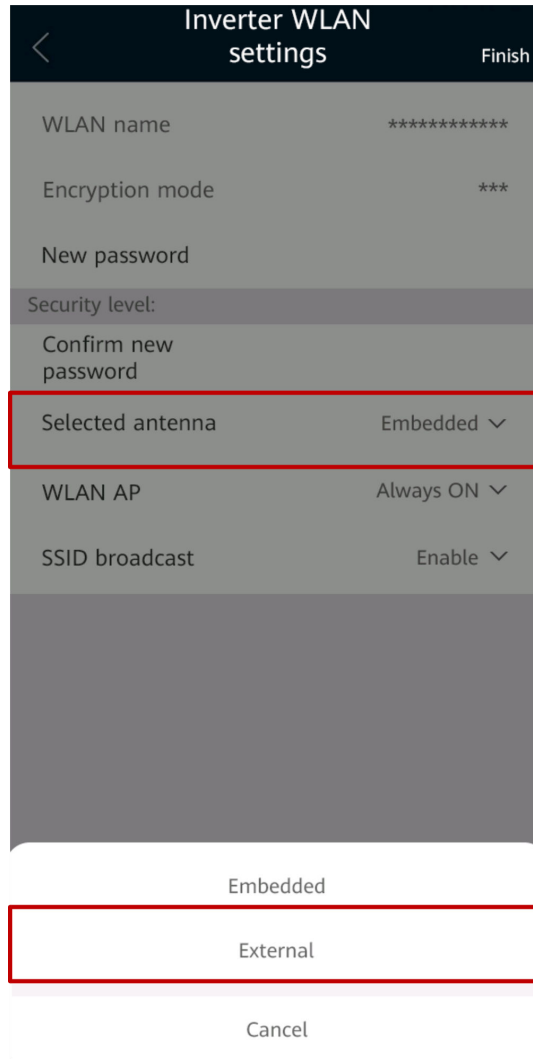 Inverter WLAN
settings
Finish
WLAN name ************
Encryption mode ***
New password
Security level:
Confirm new
password
Selected antenna Embedded
WLAN AP Always ON
SSID broadcast Enable
Embedded
External
Cancel